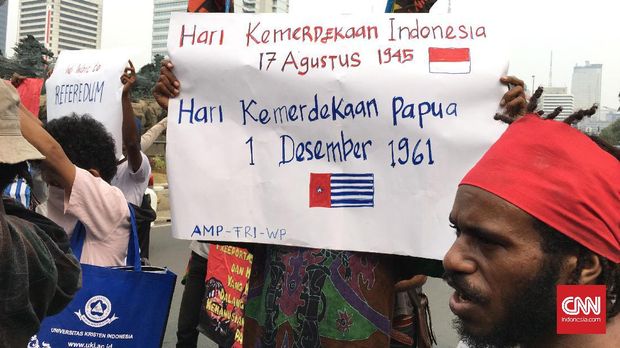 Hari Kemerdekaan Indonesia
17 Agustus 1945
Hari Kemerdekaan Papua
1 Desember 1961
AMP-FRI-WP
REFERENDUM
UNIVERSITAS KRISTEN INDONESIA
www.uki.ac.id
CNN
Indonesia.com